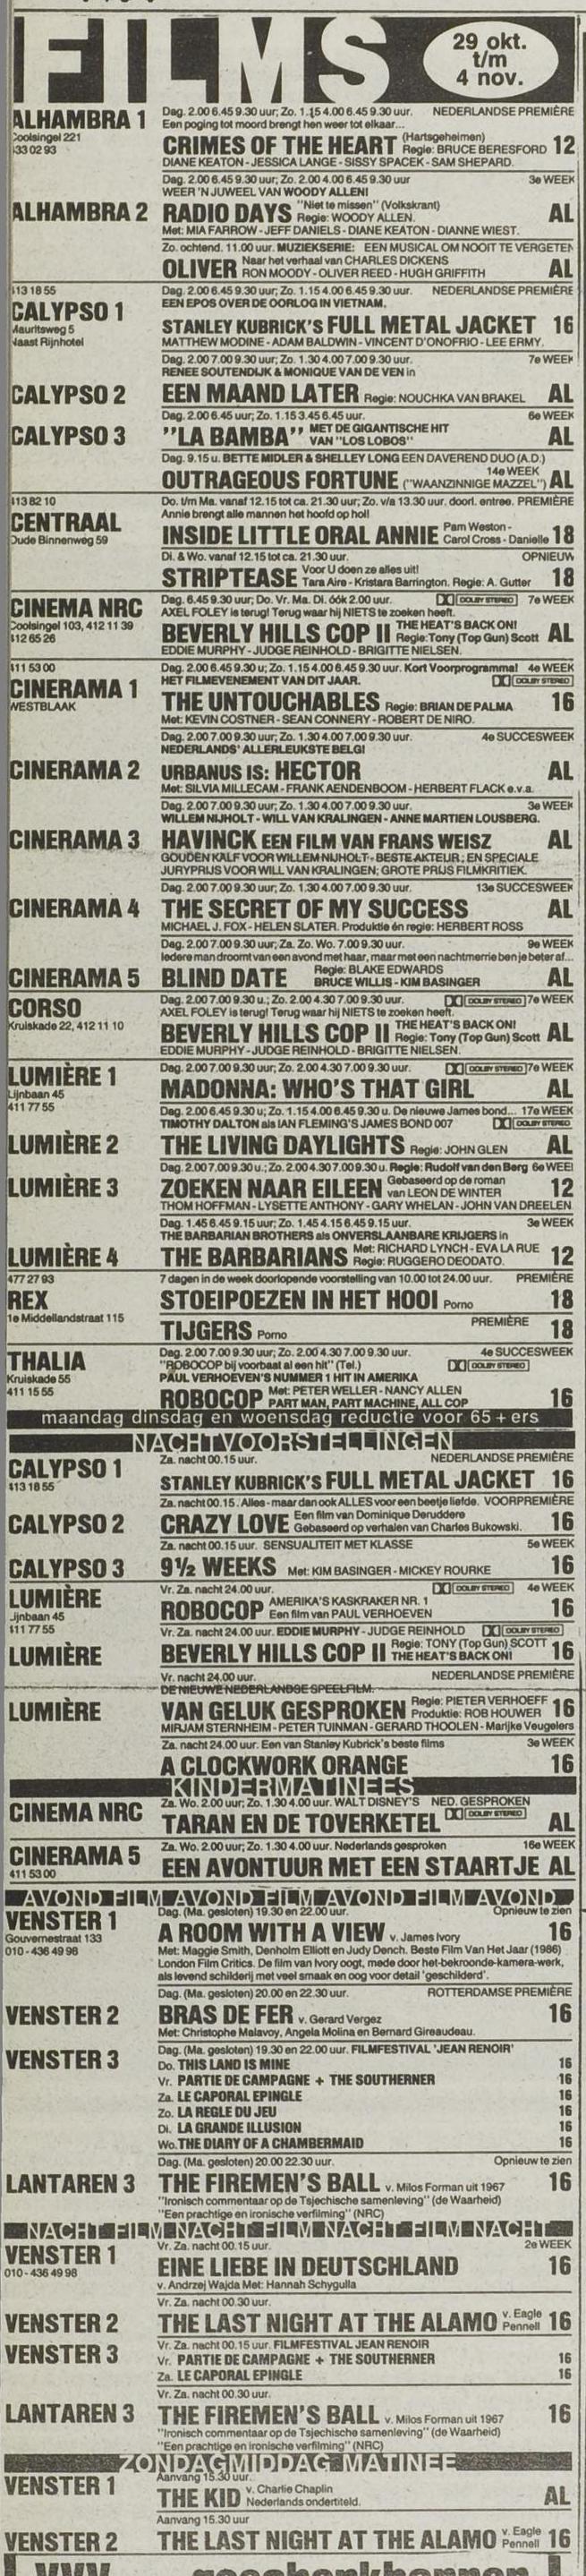 FILMS
29 okt.
t/m
4 nov.
ALHAMBRA 1
Coolsingel 221
433 02 93
Dag. 2.00 6.45 9.30 uur; Zo. 1.15 4.00 6.45 9.30 uur. NEDERLANDSE PREMIÈRE
Een poging tot moord brengt hen weer tot elkaar...
CRIMES OF THE HEART (Hartsgeheimen) Regie: BRUCE BERESFORD 12
DIANE KEATON - JESSICA LANGE - SISSY SPACEK - SAM SHEPARD.
Dag. 2.00 6.45 9.30 uur; Zo. 2.00 4.00 6.45 9.30 uur 3e WEEK
WEER 'N JUWEEL VAN WOODY ALLEN!
ALHAMBRA 2 RADIO DAYS "Niet te missen" (Volkskrant) Regie: WOODY ALLEN. AL
Met: MIA FARROW - JEFF DANIELS - DIANE KEATON - DIANNE WIEST.
Zo. ochtend. 11.00 uur. MUZIEKSERIE: EEN MUSICAL OM NOOIT TE VERGETEN
OLIVER Naar het verhaal van CHARLES DICKENS RON MOODY - OLIVER REED - HUGH GRIFFITH AL
413 18 55
CALYPSO 1
Mauritsweg 5
Naast Rijnhotel
Dag. 2.00 6.45 9.30 uur; Zo. 1.15 4.00 6.45 9.30 uur. NEDERLANDSE PREMIÈRE
EEN EPOS OVER DE OORLOG IN VIETNAM.
STANLEY KUBRICK'S FULL METAL JACKET 16
MATTHEW MODINE - ADAM BALDWIN - VINCENT D'ONOFRIO - LEE ERMY.
Dag. 2.00 7.00 9.30 uur; Zo. 1.30 4.00 7.00 9.30 uur. 7e WEEK
RENEE SOUTENDIJK & MONIQUE VAN DE VEN in
CALYPSO 2 EEN MAAND LATER Regie: NOUCHKA VAN BRAKEL AL
Dag. 2.00 6.45 uur; Zo. 1.15 3.45 6.45 uur. 6e WEEK
CALYPSO 3 "LA BAMBA" MET DE GIGANTISCHE HIT VAN "LOS LOBOS" AL
Dag. 9.15 u. BETTE MIDLER & SHELLEY LONG EEN DAVEREND DUO (A.D.)
14e WEEK
OUTRAGEOUS FORTUNE ("WAANZINNIGE MAZZEL") AL
413 82 10
CENTRAAL
Oude Binnenweg 59
Do. t/m Ma. vanaf 12.15 tot ca. 21.30 uur; Zo. v/a 13.30 uur. doorl. entree. PREMIÈRE
Annie brengt alle mannen het hoofd op hol!
INSIDE LITTLE ORAL ANNIE Pam Weston - Carol Cross - Danielle 18
Di. & Wo. vanaf 12.15 tot ca. 21.30 uur. OPNIEUW
STRIPTEASE Voor U doen ze alles uit! Tara Aire - Kristara Barrington. Regie: A. Gutter 18
CINEMA NRC
Coolsingel 103, 412 11 39
412 65 26
Dag. 6.45 9.30 uur; Do. Vr. Ma. Di. óók 2.00 uur. DOLBY STEREO 7e WEEK
AXEL FOLEY is terug! Terug waar hij NIETS te zoeken heeft.
BEVERLY HILLS COP II THE HEAT'S BACK ON! Regie: Tony (Top Gun) Scott AL
EDDIE MURPHY - JUDGE REINHOLD - BRIGITTE NIELSEN.
411 53 00
CINERAMA 1
WESTBLAAK
Dag. 2.00 6.45 9.30 u; Zo. 1.15 4.00 6.45 9.30 uur. Kort Voorprogramma! 4e WEEK
HET FILMEVENEMENT VAN DIT JAAR. DOLBY STEREO
THE UNTOUCHABLES Regie: BRIAN DE PALMA 16
Met: KEVIN COSTNER - SEAN CONNERY - ROBERT DE NIRO.
Dag. 2.00 7.00 9.30 uur; Zo. 1.30 4.00 7.00 9.30 uur. 4e SUCCESWEEK
NEDERLANDS' ALLERLEUKSTE BELG!
CINERAMA 2 URBANUS IS: HECTOR AL
Met: SILVIA MILLECAM - FRANK AENDENBOOM - HERBERT FLACK e.v.a.
Dag. 2.00 7.00 9.30 uur; Zo. 1.30 4.00 7.00 9.30 uur. 3e WEEK
WILLEM NIJHOLT - WILL VAN KRALINGEN - ANNE MARTIEN LOUSBERG.
CINERAMA 3 HAVINCK EEN FILM VAN FRANS WEISZ AL
GOUDEN KALF VOOR WILLEM NIJHOLT - BESTE AKTEUR; EN SPECIALE
JURYPRIJS VOOR WILL VAN KRALINGEN; GROTE PRIJS FILMKRITIEK.
Dag. 2.00 7.00 9.30 uur; Zo. 1.30 4.00 7.00 9.30 uur. 13e SUCCESWEEK
CINERAMA 4 THE SECRET OF MY SUCCESS AL
MICHAEL J. FOX - HELEN SLATER. Produktie én regie: HERBERT ROSS
Dag. 2.00 7.00 9.30 uur; Za. Zo. Wo. 7.00 9.30 uur. 9e WEEK
Iedere man droomt van een avond met haar, maar met een nachtmerrie ben je beter af...
CINERAMA 5 BLIND DATE Regie: BLAKE EDWARDS BRUCE WILLIS - KIM BASINGER AL
CORSO
Kruiskade 22, 412 11 10
Dag. 2.00 7.00 9.30 u.; Zo. 2.00 4.30 7.00 9.30 uur. DOLBY STEREO 7e WEEK
AXEL FOLEY is terug! Terug waar hij NIETS te zoeken heeft.
BEVERLY HILLS COP II THE HEAT'S BACK ON! Regie: Tony (Top Gun) Scott AL
EDDIE MURPHY - JUDGE REINHOLD - BRIGITTE NIELSEN.
LUMIÈRE 1
Lijnbaan 45
411 77 55
Dag. 2.00 7.00 9.30 uur; Zo. 2.00 4.30 7.00 9.30 uur. DOLBY STEREO 7e WEEK
MADONNA: WHO'S THAT GIRL AL
Dag. 2.00 6.45 9.30 u; Zo. 1.15 4.00 6.45 9.30 u. De nieuwe James bond... 17e WEEK
TIMOTHY DALTON als IAN FLEMING'S JAMES BOND 007 DOLBY STEREO
LUMIÈRE 2 THE LIVING DAYLIGHTS Regie: JOHN GLEN AL
Dag. 2.00 7.00 9.30 u.; Zo. 2.00 4.30 7.00 9.30 u. Regie: Rudolf van den Berg 6e WEEK
LUMIÈRE 3 ZOEKEN NAAR EILEEN Gebaseerd op de roman van LEON DE WINTER 12
THOM HOFFMAN - LYSETTE ANTHONY - GARY WHELAN - JOHN VAN DREELEN
Dag. 1.45 6.45 9.15 uur; Zo. 1.45 4.15 6.45 9.15 uur. 3e WEEK
THE BARBARIAN BROTHERS als ONVERSLAANBARE KRIJGERS in
LUMIÈRE 4 THE BARBARIANS Met: RICHARD LYNCH - EVA LA RUE Regie: RUGGERO DEODATO. 12
477 27 93
REX
1e Middellandstraat 115
7 dagen in de week doorlopende voorstelling van 10.00 tot 24.00 uur. PREMIÈRE
STOEIPOEZEN IN HET HOOI Porno 18
PREMIÈRE
TIJGERS Porno 18
THALIA
Kruiskade 55
411 15 55
Dag. 2.00 7.00 9.30 uur; Zo. 2.00 4.30 7.00 9.30 uur. 4e SUCCESWEEK
"ROBOCOP bij voorbaat al een hit" (Tel.) DOLBY STEREO
PAUL VERHOEVEN'S NUMMER 1 HIT IN AMERIKA
ROBOCOP Met: PETER WELLER - NANCY ALLEN PART MAN, PART MACHINE, ALL COP 16
maandag dinsdag en woensdag reductie voor 65 + ers
NACHTVOORSTELLINGEN
CALYPSO 1
413 18 55
Za. nacht 00.15 uur. NEDERLANDSE PREMIÈRE
STANLEY KUBRICK'S FULL METAL JACKET 16
Za. nacht 00.15. Alles - maar dan ook ALLES voor een beetje liefde. VOORPREMIÈRE
CALYPSO 2 CRAZY LOVE Een film van Dominique Deruddere Gebaseerd op verhalen van Charles Bukowski. 16
Za. nacht 00.15 uur. SENSUALITEIT MET KLASSE 5e WEEK
CALYPSO 3 9½ WEEKS Met: KIM BASINGER - MICKEY ROURKE 16
LUMIÈRE
Lijnbaan 45
411 77 55
Vr. Za. nacht 24.00 uur. DOLBY STEREO 4e WEEK
ROBOCOP AMERIKA'S KASKRAKER NR. 1 Een film van PAUL VERHOEVEN 16
Vr. Za. nacht 24.00 uur. EDDIE MURPHY - JUDGE REINHOLD DOLBY STEREO
LUMIÈRE BEVERLY HILLS COP II Regie: TONY (Top Gun) SCOTT THE HEAT'S BACK ON! 16
Vr. nacht 24.00 uur. NEDERLANDSE PREMIÈRE
DE NIEUWE NEDERLANDSE SPEELFILM.
LUMIÈRE VAN GELUK GESPROKEN Regie: PIETER VERHOEFF Produktie: ROB HOUWER 16
MIRJAM STERNHEIM - PETER TUINMAN - GERARD THOOLEN - Marijke Veugelers
Za. nacht 24.00 uur. Een van Stanley Kubrick's beste films 3e WEEK
A CLOCKWORK ORANGE 16
KINDERMATINEES
CINEMA NRC
Za. Wo. 2.00 uur; Zo. 1.30 4.00 uur. WALT DISNEY'S NED. GESPROKEN
TARAN EN DE TOVERKETEL DOLBY STEREO AL
CINERAMA 5
411 53 00
Za. Wo. 2.00 uur; Zo. 1.30 4.00 uur. Nederlands gesproken 16e WEEK
EEN AVONTUUR MET EEN STAARTJE AL
AVOND FILM AVOND FILM AVOND FILM AVOND
VENSTER 1
Gouvernestraat 133
010 - 436 49 98
Dag. (Ma. gesloten) 19.30 en 22.00 uur. Opnieuw te zien
A ROOM WITH A VIEW v. James Ivory 16
Met: Maggie Smith, Denholm Elliott en Judy Dench. Beste Film Van Het Jaar (1986)
London Film Critics. De film van Ivory oogt, mede door het-bekroonde-kamera-werk,
als levend schilderij met veel smaak en oog voor detail 'geschilderd'.
Dag. (Ma. gesloten) 20.00 en 22.30 uur. ROTTERDAMSE PREMIÈRE
VENSTER 2 BRAS DE FER v. Gerard Vergez 16
Met: Christophe Malavoy, Angela Molina en Bernard Gireaudeau.
VENSTER 3
Dag. (Ma. gesloten) 19.30 en 22.00 uur. FILMFESTIVAL 'JEAN RENOIR'
Do. THIS LAND IS MINE 16
Vr. PARTIE DE CAMPAGNE + THE SOUTHERNER 16
Za. LE CAPORAL EPINGLE 16
Zo. LA REGLE DU JEU 16
Di. LA GRANDE ILLUSION 16
Wo. THE DIARY OF A CHAMBERMAID 16
Dag. (Ma. gesloten) 20.00 22.30 uur. Opnieuw te zien
LANTAREN 3 THE FIREMEN'S BALL v. Milos Forman uit 1967 16
"Ironisch commentaar op de Tsjechische samenleving" (de Waarheid)
"Een prachtige en ironische verfilming" (NRC)
NACHT FILM NACHT FILM NACHT FILM NACHT
VENSTER 1
010 - 436 49 98
Vr. Za. nacht 00.15 uur. 2e WEEK
EINE LIEBE IN DEUTSCHLAND 16
v. Andrzej Wajda Met: Hannah Schygulla
Vr. Za. nacht 00.30 uur.
VENSTER 2 THE LAST NIGHT AT THE ALAMO v. Eagle Pennell 16
VENSTER 3
Vr. Za. nacht 00.15 uur. FILMFESTIVAL JEAN RENOIR
Vr. PARTIE DE CAMPAGNE + THE SOUTHERNER 16
Za. LE CAPORAL EPINGLE 16
Vr. Za. nacht 00.30 uur.
LANTAREN 3 THE FIREMEN'S BALL v. Milos Forman uit 1967 16
"Ironisch commentaar op de Tsjechische samenleving" (de Waarheid)
"Een prachtige en ironische verfilming" (NRC)
ZONDAGMIDDAG MATINEE
VENSTER 1
Aanvang 15.30 uur.
THE KID v. Charlie Chaplin Nederlands ondertiteld. AL
Aanvang 15.30 uur
VENSTER 2 THE LAST NIGHT AT THE ALAMO v. Eagle Pennell 16